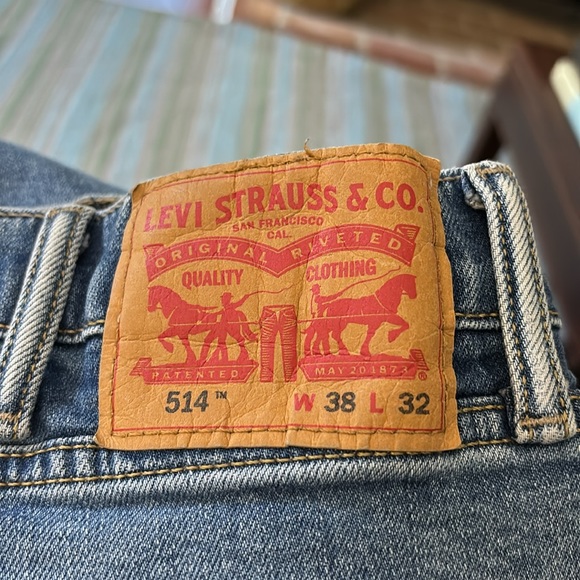 LEVI STRAUSS & CO.
SAN FRANCISCO
CAL.
ORIGINAL RIVETED
QUALITY CLOTHING
PATENTED MAY 20 1873 ®
514™ W 38 L 32